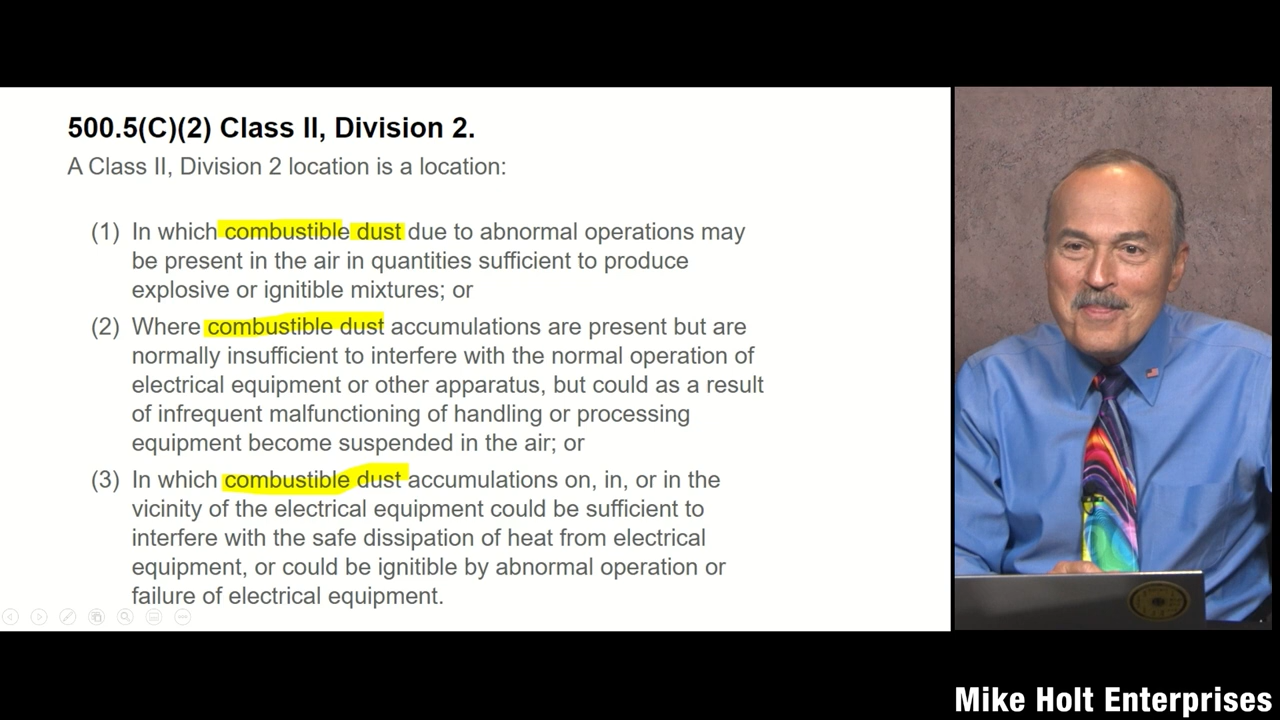 500.5(C)(2) Class II, Division 2.
A Class II, Division 2 location is a location:
(1) In which combustible dust due to abnormal operations may
be present in the air in quantities sufficient to produce
explosive or ignitible mixtures; or
(2) Where combustible dust accumulations are present but are
normally insufficient to interfere with the normal operation of
electrical equipment or other apparatus, but could as a result
of infrequent malfunctioning of handling or processing
equipment become suspended in the air; or
(3) In which combustible dust accumulations on, in, or in the
vicinity of the electrical equipment could be sufficient to
interfere with the safe dissipation of heat from electrical
equipment, or could be ignitible by abnormal operation or
failure of electrical equipment.
Mike Holt Enterprises